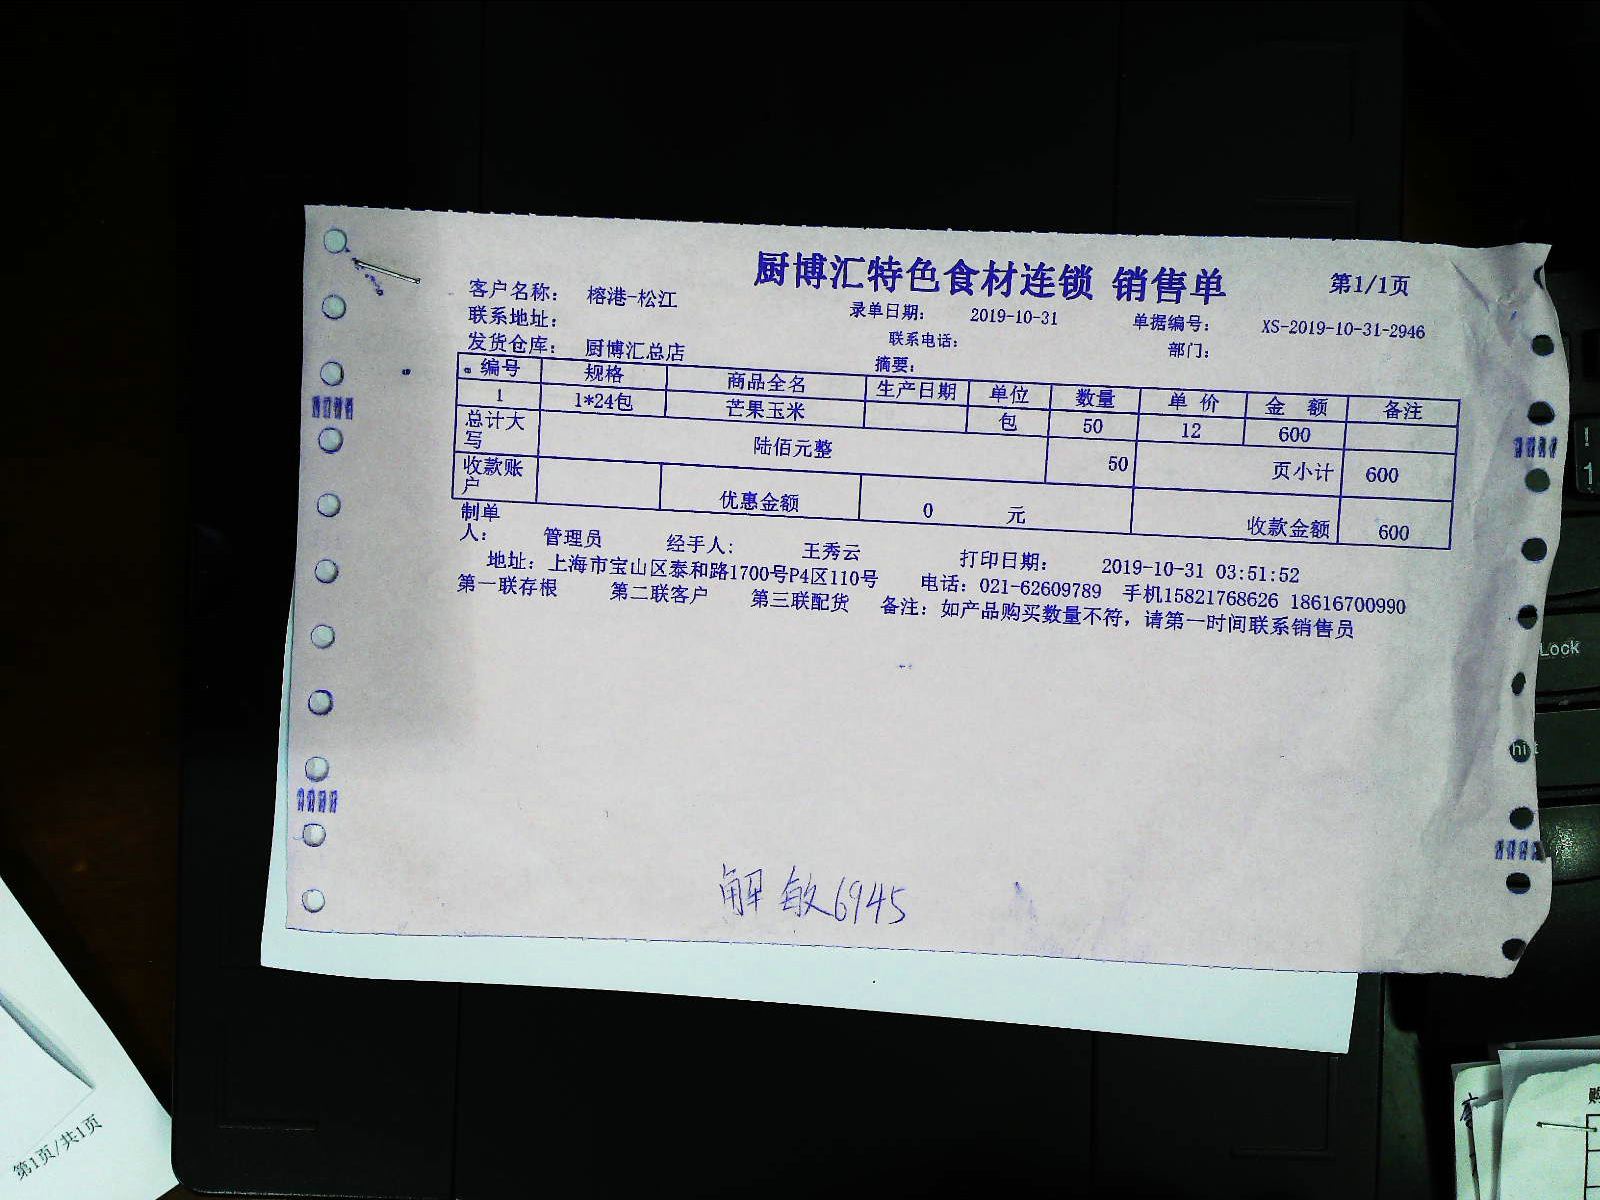 厨博汇特色食材连锁 销售单 第1/1页
客户名称： 榕港-松江 录单日期： 2019-10-31 单据编号： XS-2019-10-31-2946
联系地址： 联系电话： 部门：
发货仓库： 厨博汇总店 摘要：
编号 规格 商品全名 生产日期 单位 数量 单 价 金 额 备注
1 1*24包 芒果玉米 包 50 12 600
总计大写 陆佰元整 50 页小计 600
收款账户 优惠金额 0 元 收款金额 600
制单人： 管理员 经手人： 王秀云 打印日期： 2019-10-31 03:51:52
地址：上海市宝山区泰和路1700号P4区110号 电话：021-62609789 手机15821768626 18616700990
第一联存根 第二联客户 第三联配货 备注：如产品购买数量不符，请第一时间联系销售员
解敏6945
第1页/共1页
Lock